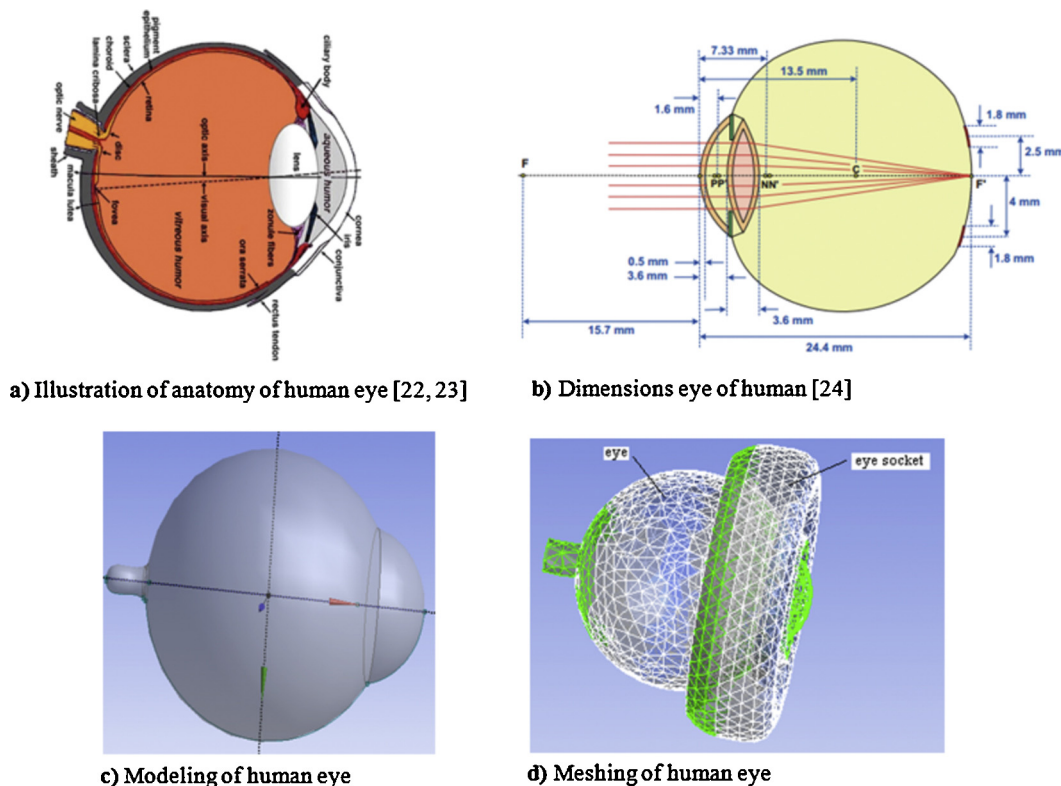 pigment
epithelium
sclera
choroid
lamina cribosa
optic nerve
sheath
retina
disc
macula lutea
fovea
optic axis
visual axis
vitreous humor
ciliary body
lens
aqueous humor
zonule fibers
ora serrata
cornea
iris
conjunctiva
rectus tendon
7.33 mm
13.5 mm
1.6 mm
1.8 mm
2.5 mm
F
PP'
NN'
C
F'
4 mm
0.5 mm
3.6 mm
1.8 mm
3.6 mm
15.7 mm
24.4 mm
a) Illustration of anatomy of human eye [22, 23]
b) Dimensions eye of human [24]
eye
eye socket
c) Modeling of human eye
d) Meshing of human eye